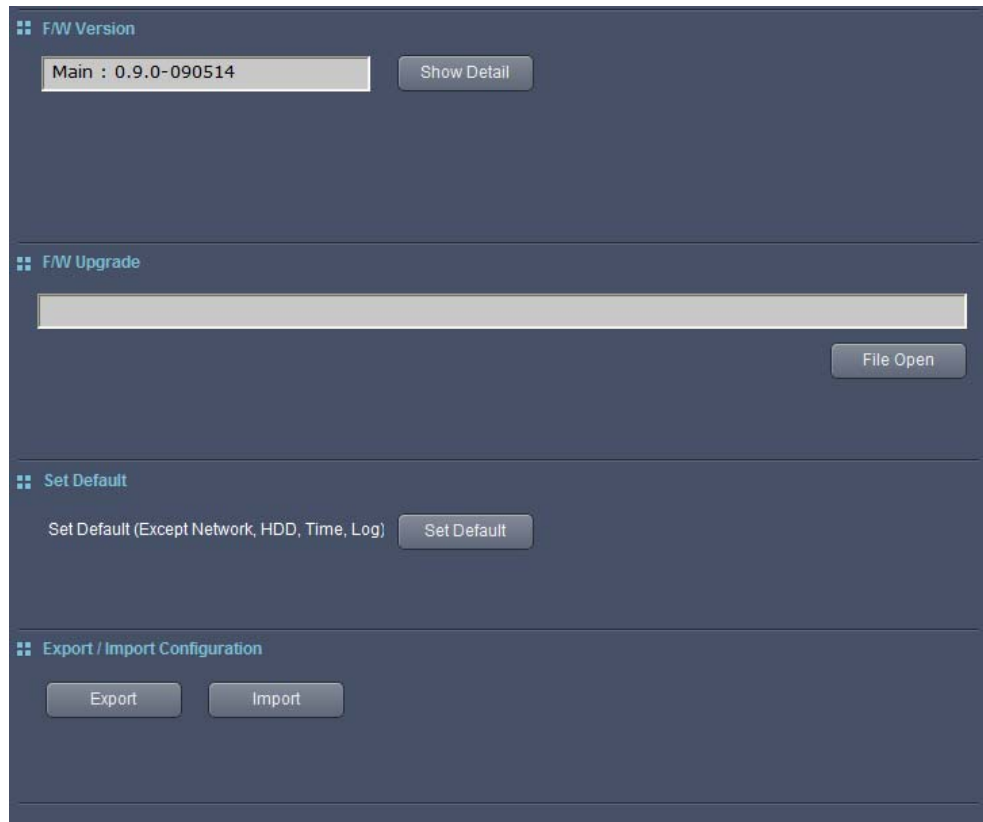 F/W Version
Main : 0.9.0-090514 Show Detail
F/W Upgrade
File Open
Set Default
Set Default (Except Network, HDD, Time, Log) Set Default
Export / Import Configuration
Export Import